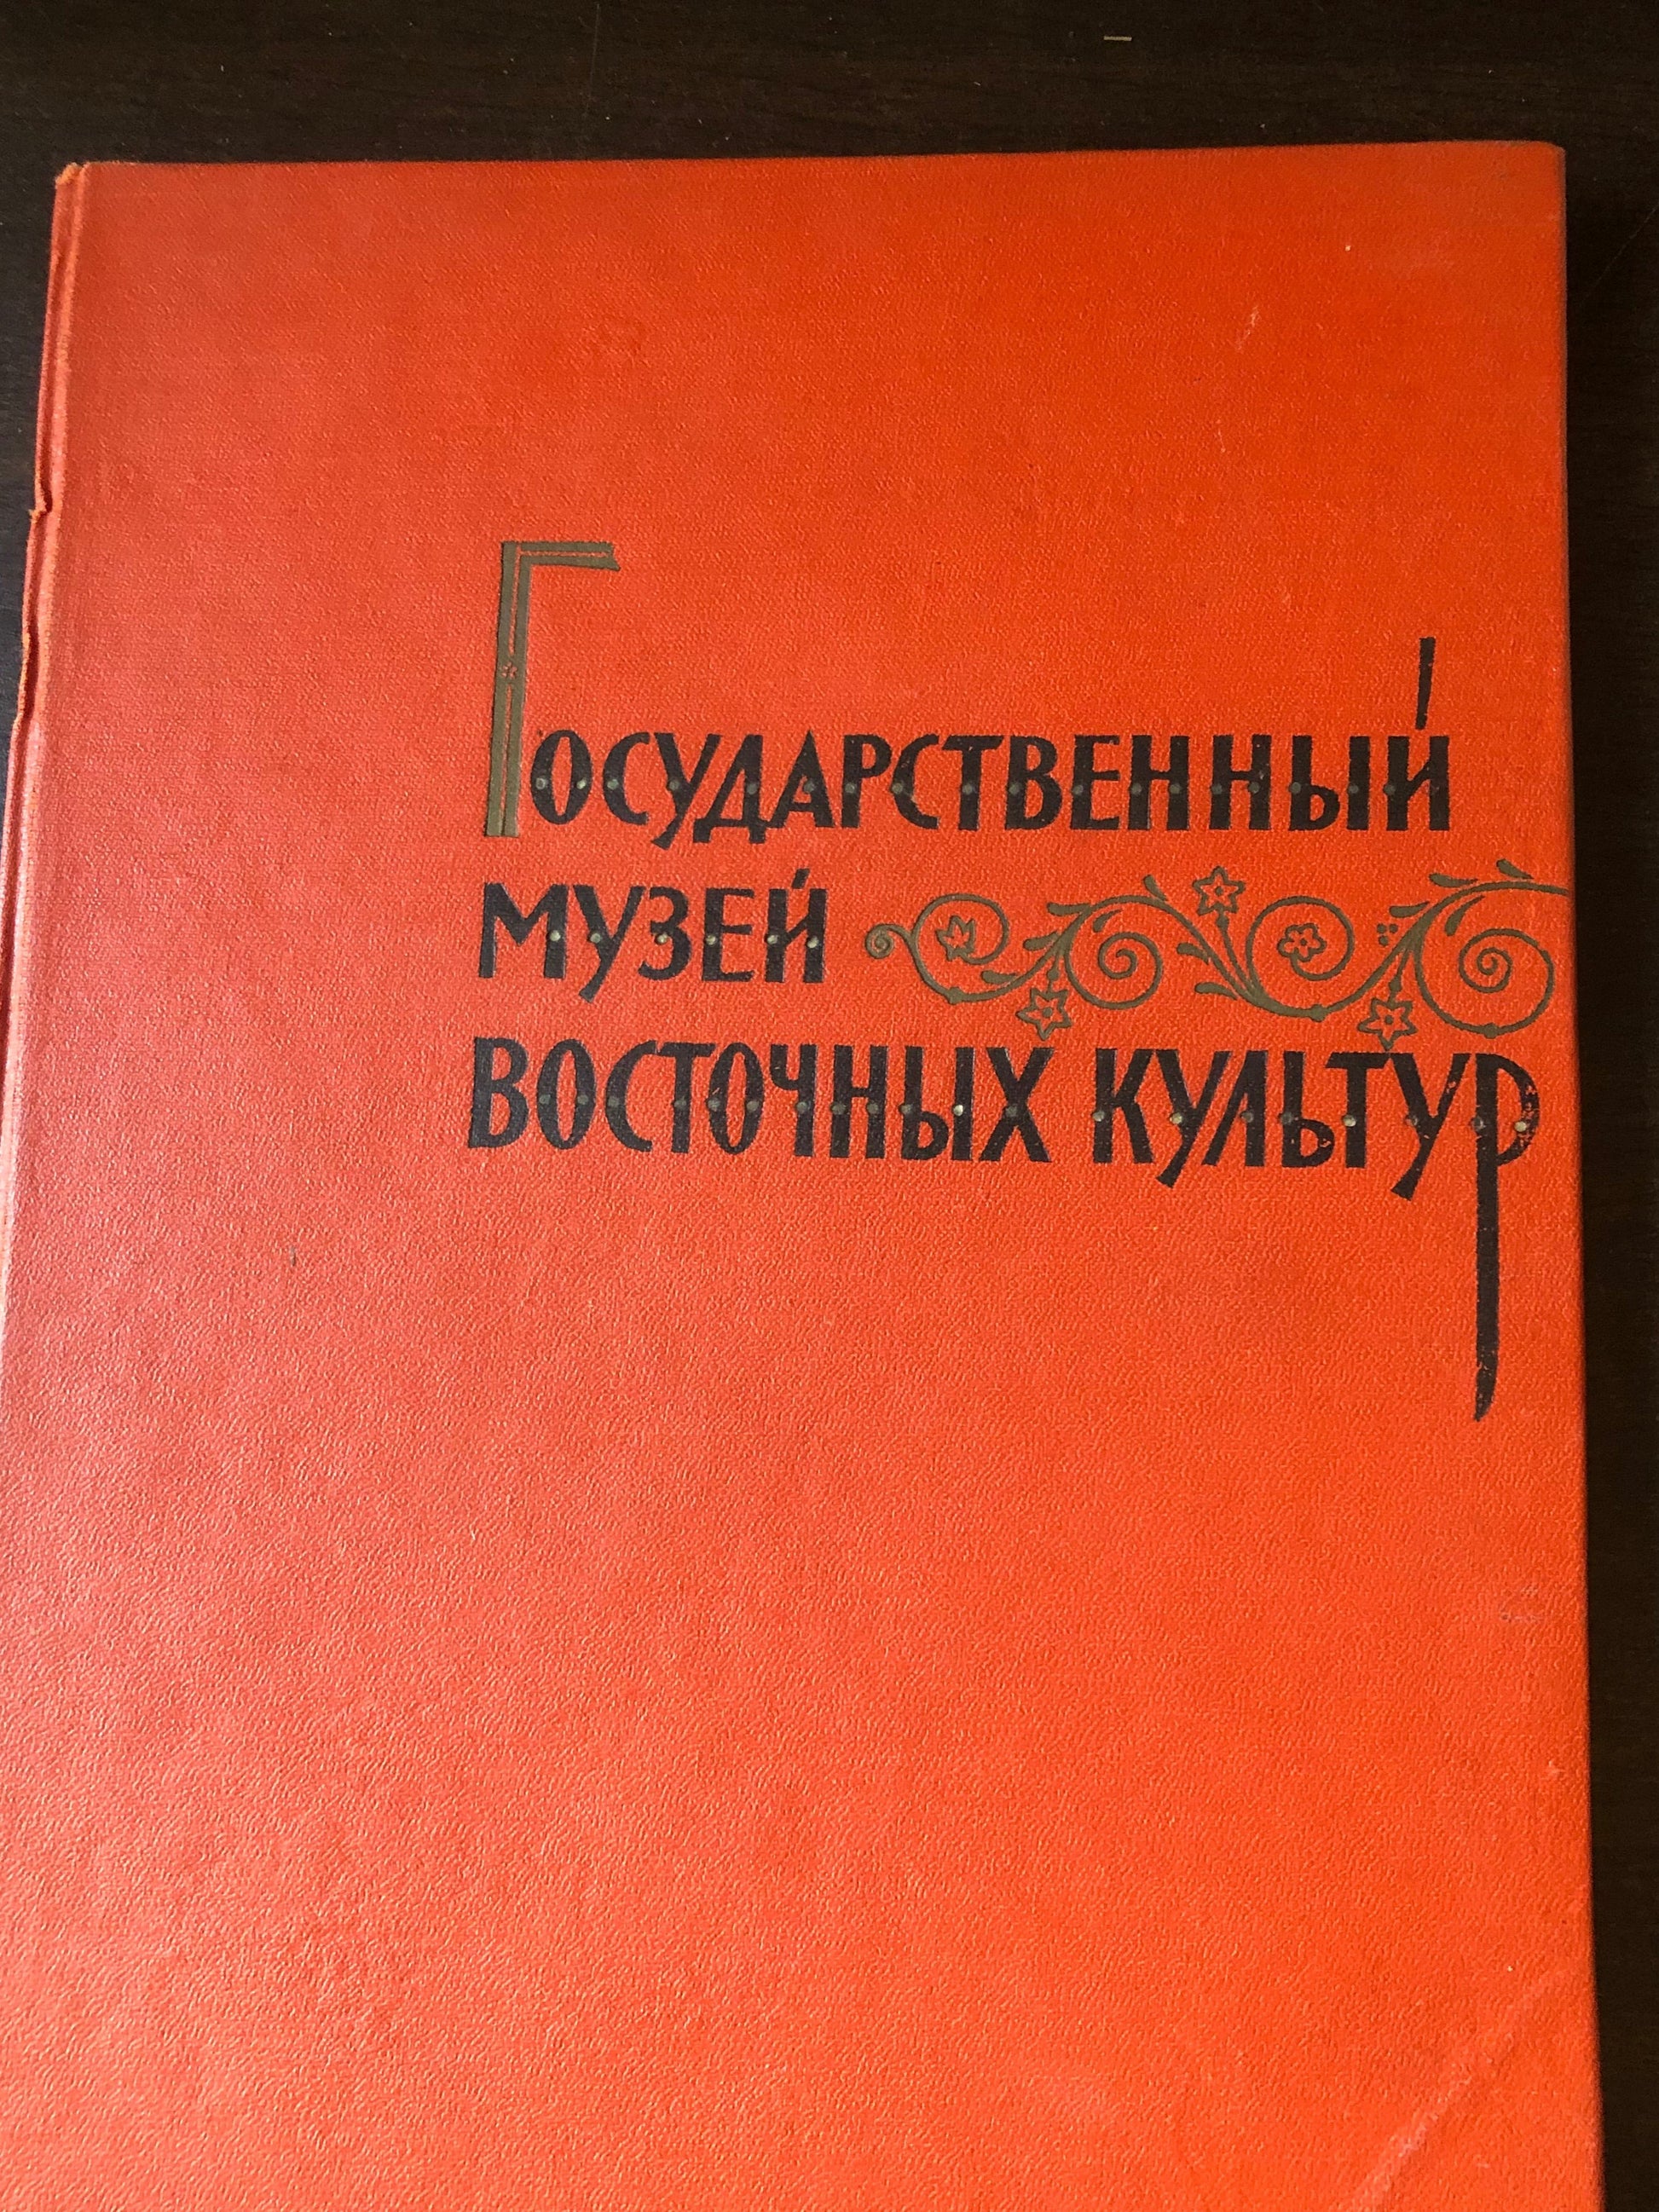 Государственный
музей
восточных культур